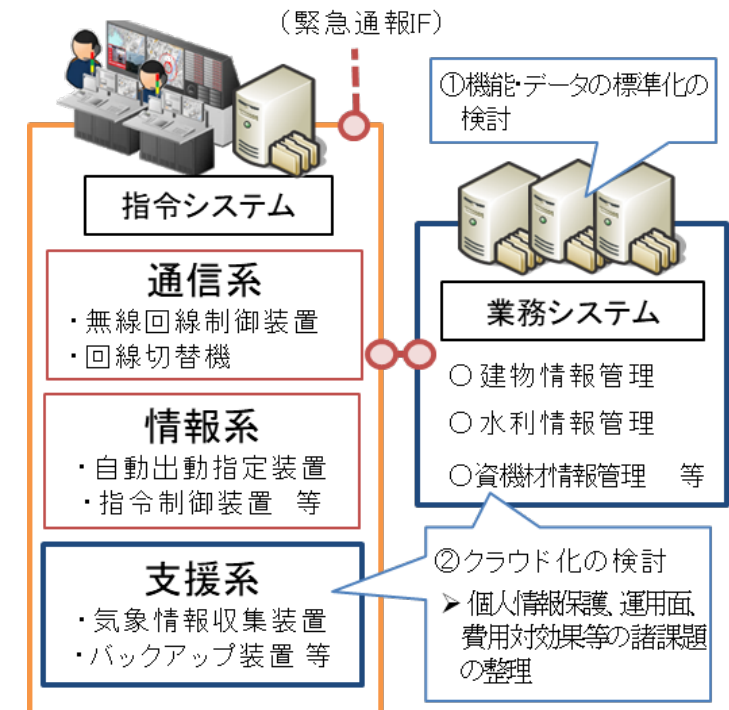 （緊急通報IF）
指令システム
通信系
・無線回線制御装置
・回線切替機
情報系
・自動出動指定装置
・指令制御装置 等
支援系
・気象情報収集装置
・バックアップ装置 等
①機能・データの標準化の
検討
業務システム
○ 建物情報管理
○ 水利情報管理
○資機材情報管理 等
②クラウド化の検討
➢ 個人情報保護、運用面、
費用対効果等の諸課題
の整理